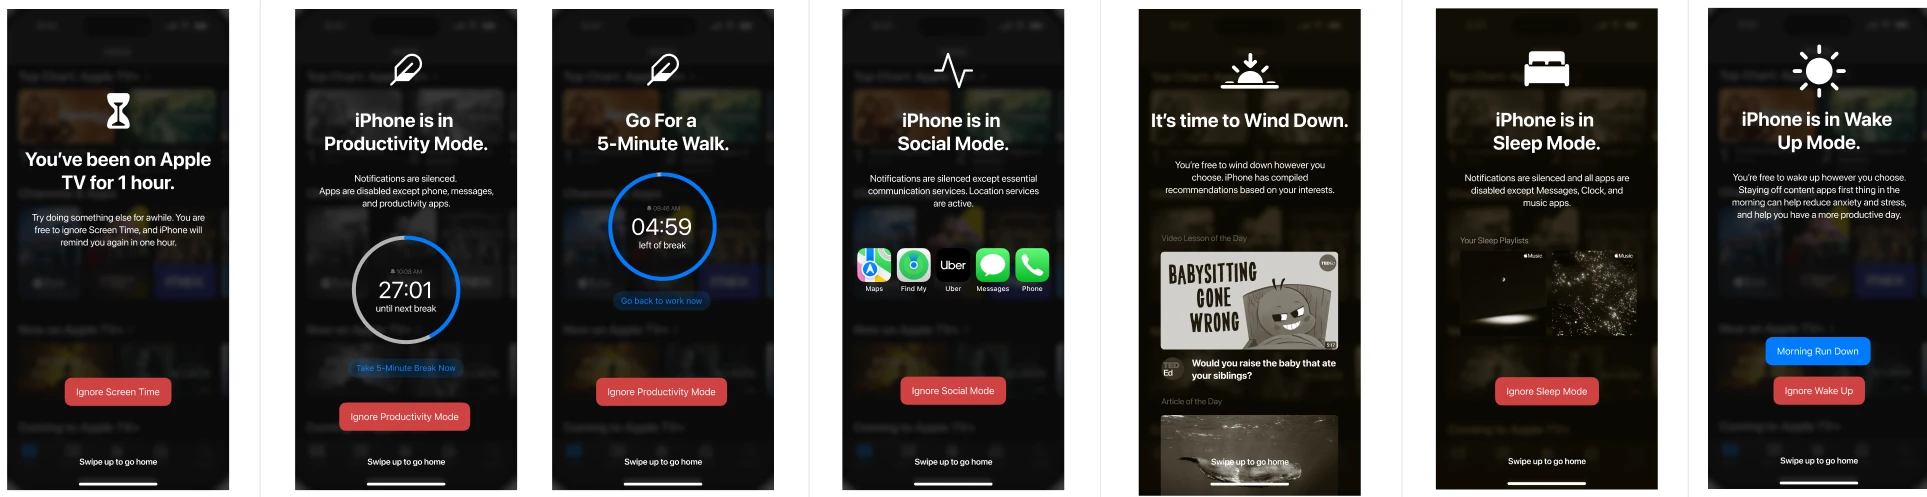 You've been on Apple
TV for 1 hour.
Try doing something else for awhile. You are
free to ignore Screen Time, and iPhone will
remind you again in one hour.
Ignore Screen Time
Swipe up to go home
iPhone is in
Productivity Mode.
Notifications are silenced.
Apps are disabled except phone, messages,
and productivity apps.
10:08 AM
27:01
until next break
Take 5-Minute Break Now
Ignore Productivity Mode
Swipe up to go home
Go For a
5-Minute Walk.
09:46 AM
04:59
left of break
Go back to work now
Ignore Productivity Mode
Swipe up to go home
iPhone is in
Social Mode.
Notifications are silenced except essential
communication services. Location services
are active.
Uber
Maps Find My Uber Messages Phone
Ignore Social Mode
Swipe up to go home
It's time to Wind Down.
You're free to wind down however you
choose. iPhone has compiled
recommendations based on your interests.
Video Lesson of the Day
TEDEd
BABYSITTING
GONE
WRONG
5:17
TED
Ed
Would you raise the baby that ate
your siblings?
Article of the Day
Swipe up to go home
iPhone is in
Sleep Mode.
Notifications are silenced and all apps are
disabled except Messages, Clock, and
music apps.
Your Sleep Playlists
Music
Music
Ignore Sleep Mode
Swipe up to go home
iPhone is in Wake
Up Mode.
You're free to wake up however you choose.
Staying off content apps first thing in the
morning can help reduce anxiety and stress,
and help you have a more productive day.
Morning Run Down
Ignore Wake Up
Swipe up to go home